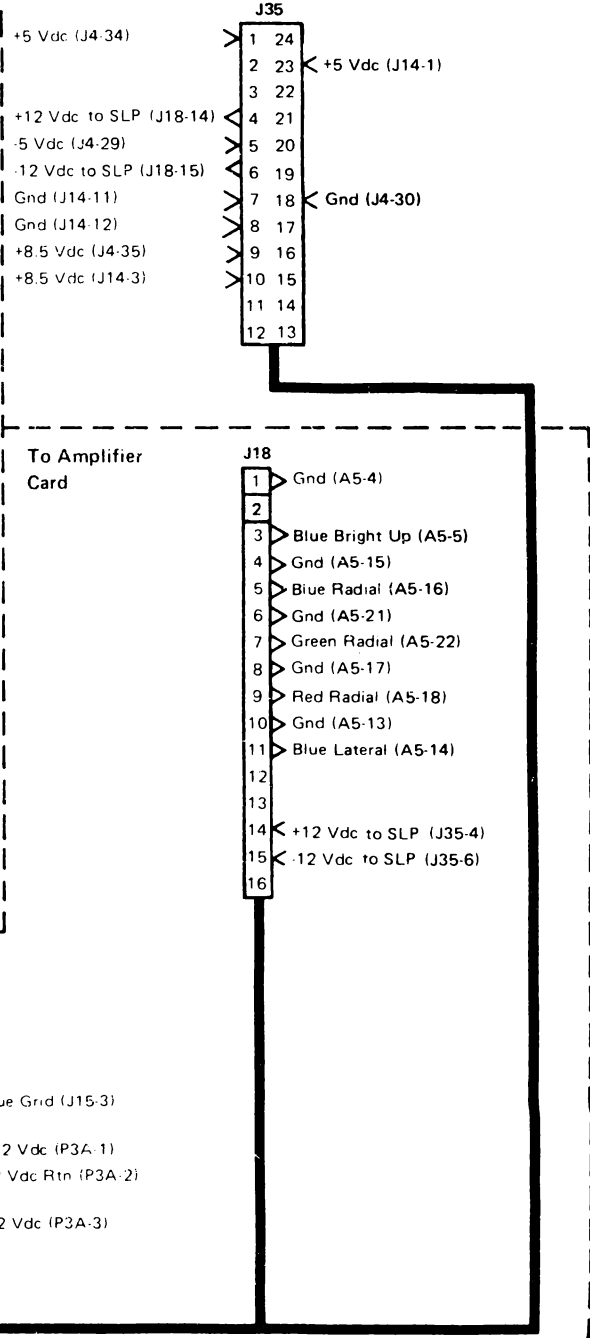 J35
+5 Vdc (J4-34)
1 24
2 23 +5 Vdc (J14-1)
3 22
+12 Vdc to SLP (J18-14) 4 21
-5 Vdc (J4-29) 5 20
-12 Vdc to SLP (J18-15) 6 19
Gnd (J14-11) 7 18 Gnd (J4-30)
Gnd (J14-12) 8 17
+8.5 Vdc (J4-35) 9 16
+8.5 Vdc (J14-3) 10 15
11 14
12 13
To Amplifier
Card
J18
1 Gnd (A5-4)
2
3 Blue Bright Up (A5-5)
4 Gnd (A5-15)
5 Blue Radial (A5-16)
6 Gnd (A5-21)
7 Green Radial (A5-22)
8 Gnd (A5-17)
9 Red Radial (A5-18)
10 Gnd (A5-13)
11 Blue Lateral (A5-14)
12
13
14 +12 Vdc to SLP (J35-4)
15 -12 Vdc to SLP (J35-6)
16
ue Grid (J15-3)
2 Vdc (P3A-1)
Vdc Rtn (P3A-2)
2 Vdc (P3A-3)